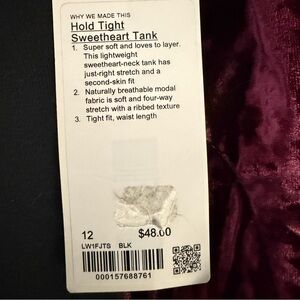 WHY WE MADE THIS
Hold Tight
Sweetheart Tank
1. Super soft and loves to layer.
This lightweight
sweetheart-neck tank has
just-right stretch and a
second-skin fit
2. Naturally breathable modal
fabric is soft and four-way
stretch with a ribbed texture
3. Tight fit, waist length
12 $48.00
LW1FJTS BLK
000157688761